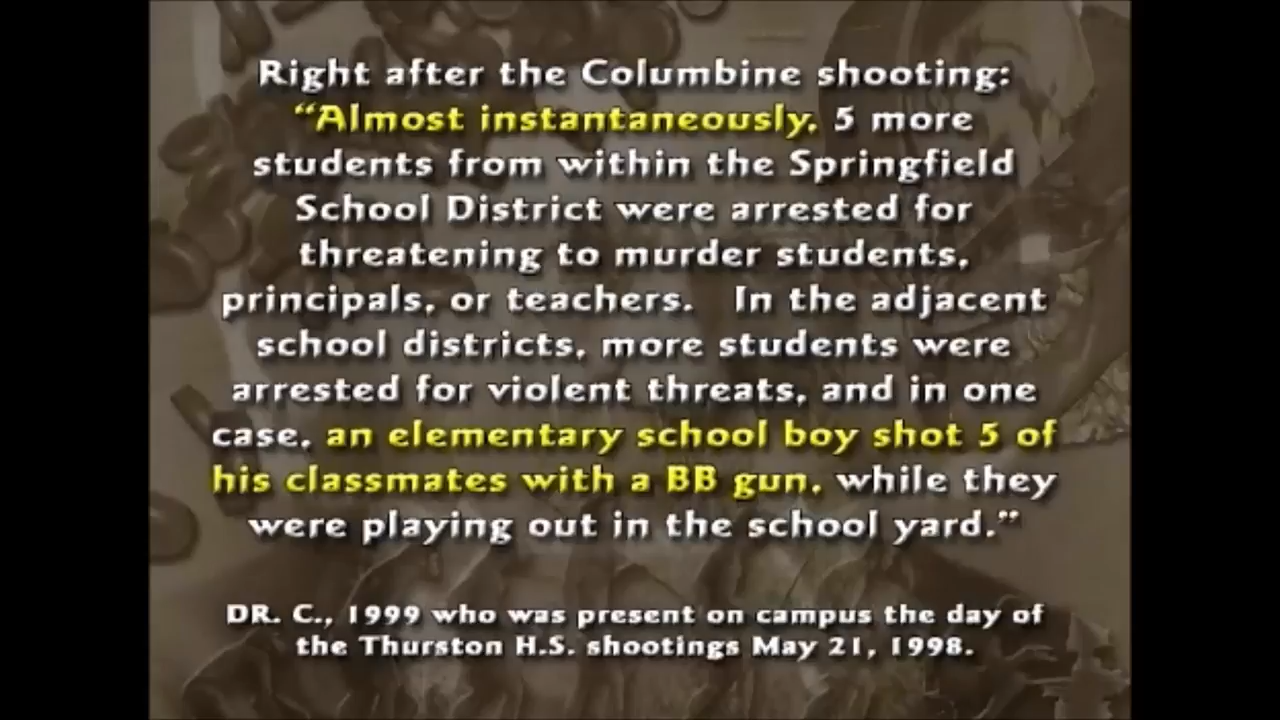 Right after the Columbine shooting:
“Almost instantaneously, 5 more
students from within the Springfield
School District were arrested for
threatening to murder students,
principals, or teachers. In the adjacent
school districts, more students were
arrested for violent threats, and in one
case, an elementary school boy shot 5 of
his classmates with a BB gun, while they
were playing out in the school yard.”
DR. C., 1999 who was present on campus the day of
the Thurston H.S. shootings May 21, 1998.